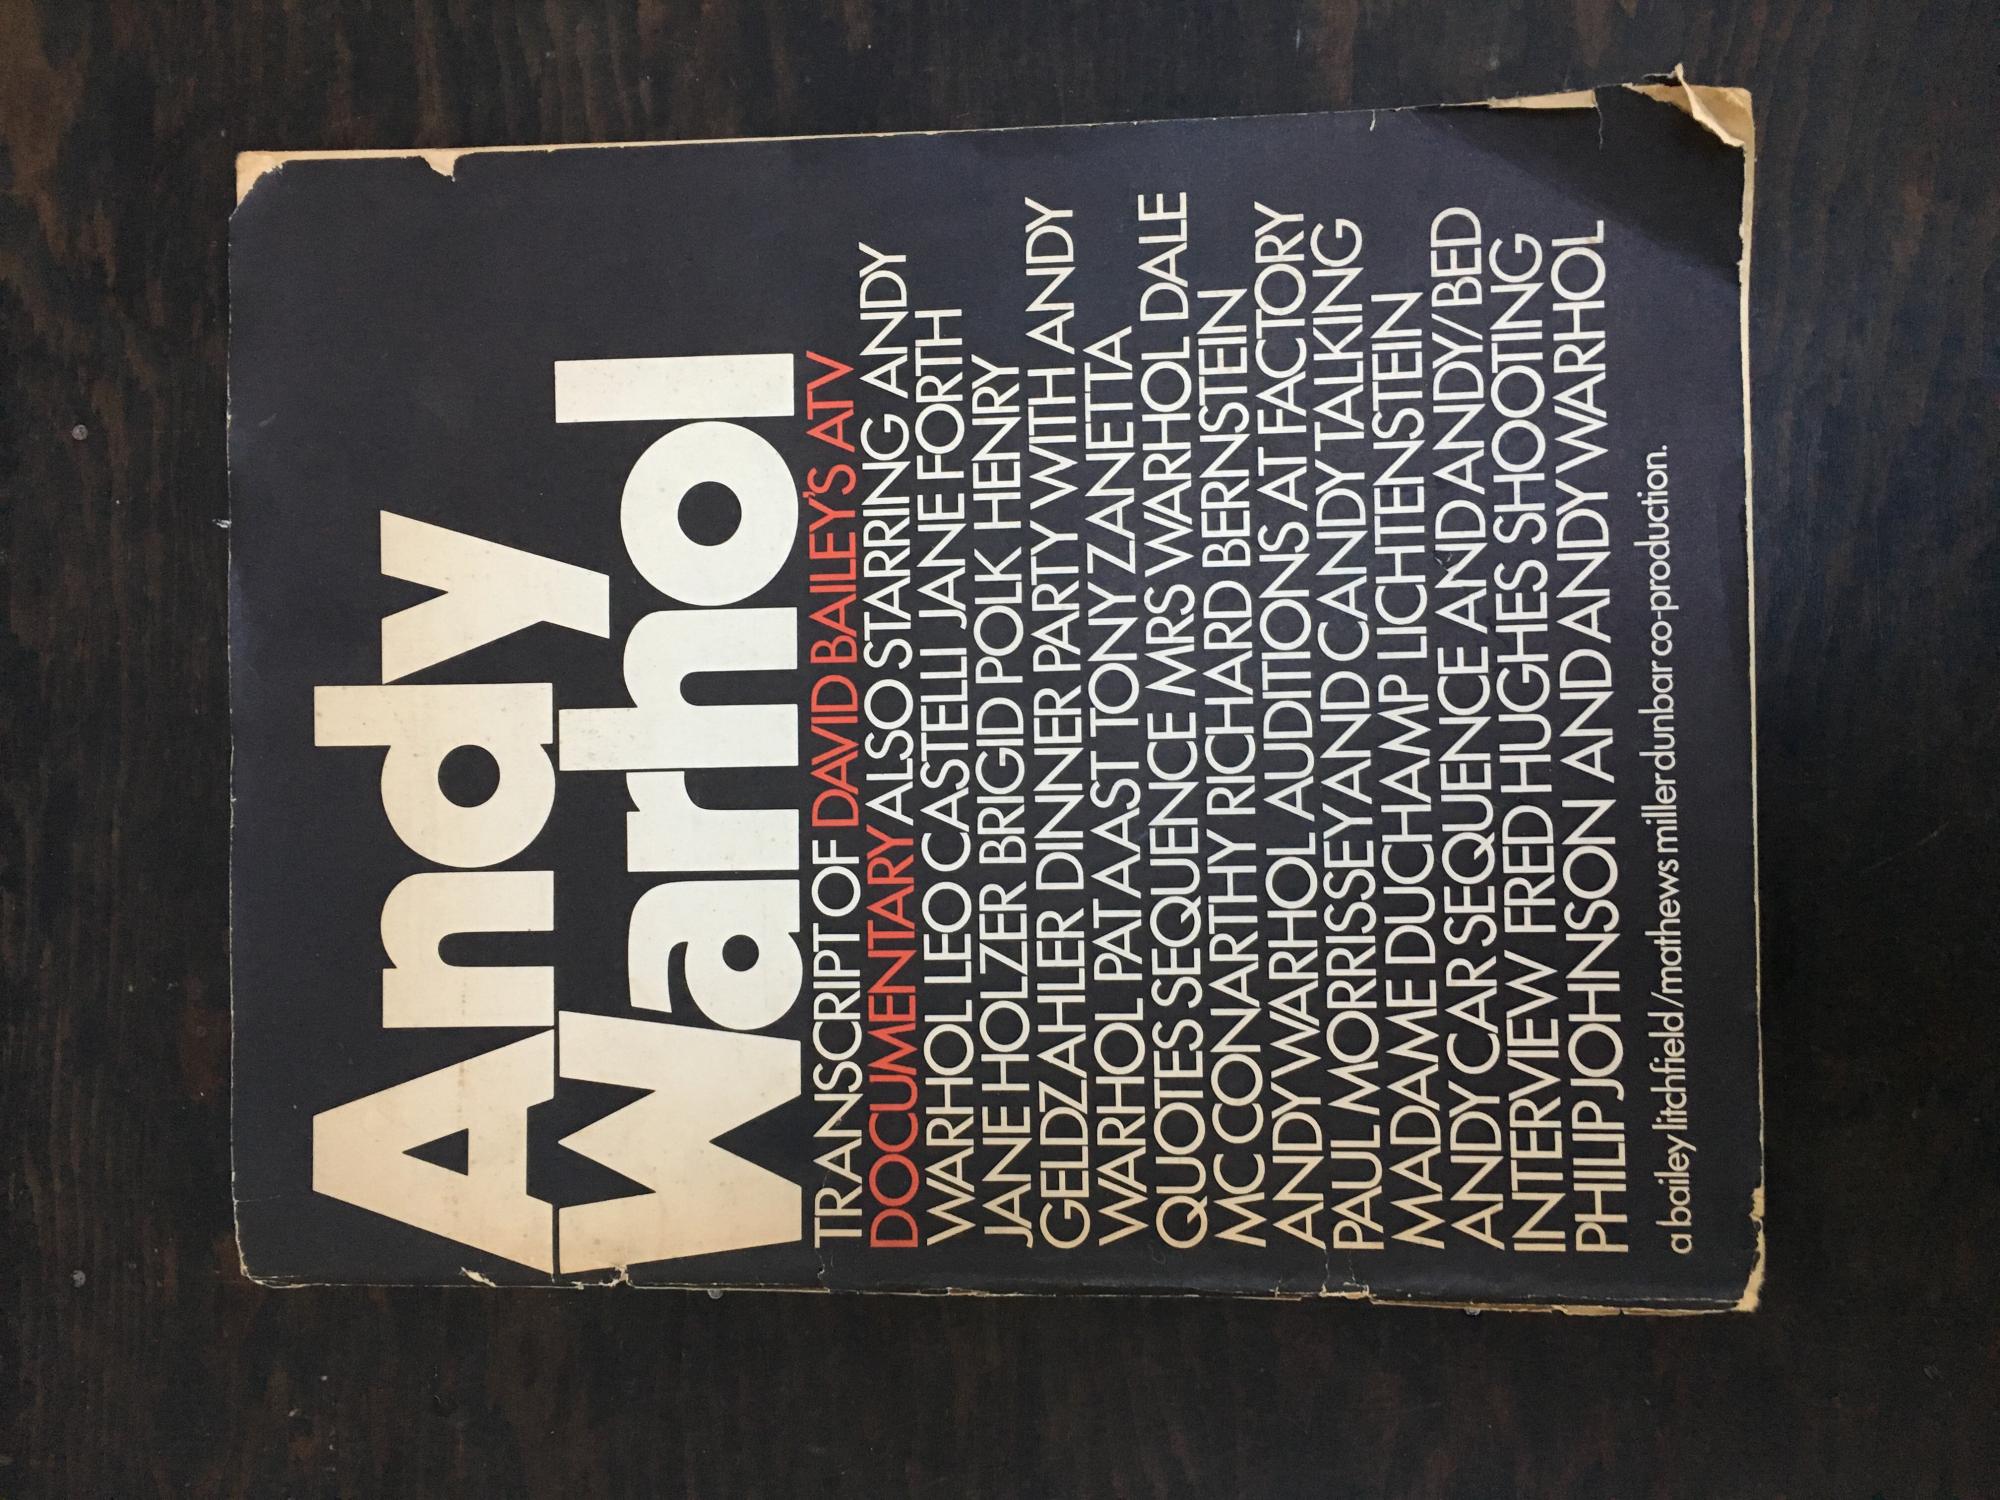 Andy
Warhol
TRANSCRIPT OF DAVID BAILEY'S ATV
DOCUMENTARY ALSO STARRING ANDY
WARHOL LEO CASTELLI JANE FORTH
JANE HOLZER BRIGID POLK HENRY
GELDZAHLER DINNER PARTY WITH ANDY
WARHOL PAT AAST TONY ZANETTA
QUOTES SEQUENCE MRS WARHOL DALE
MC CONARTHY RICHARD BERNSTEIN
ANDY WARHOL AUDITIONS AT FACTORY
PAUL MORRISSEY AND CANDY TALKING
MADAME DUCHAMP LICHTENSTEIN
ANDY CAR SEQUENCE AND ANDY/BED
INTERVIEW FRED HUGHES SHOOTING
PHILIP JOHNSON AND ANDY WARHOL
a bailey litchfield/mathews miller dunbar co-production.